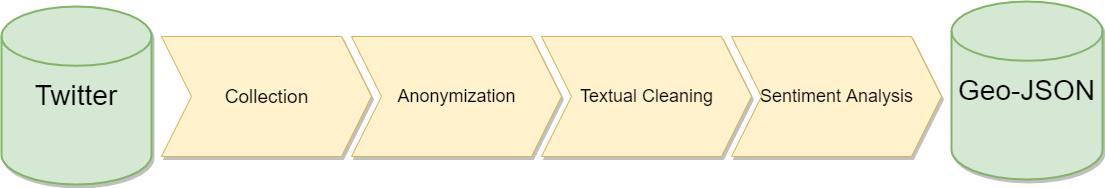 Twitter
Collection
Anonymization
Textual Cleaning
Sentiment Analysis
Geo-JSON